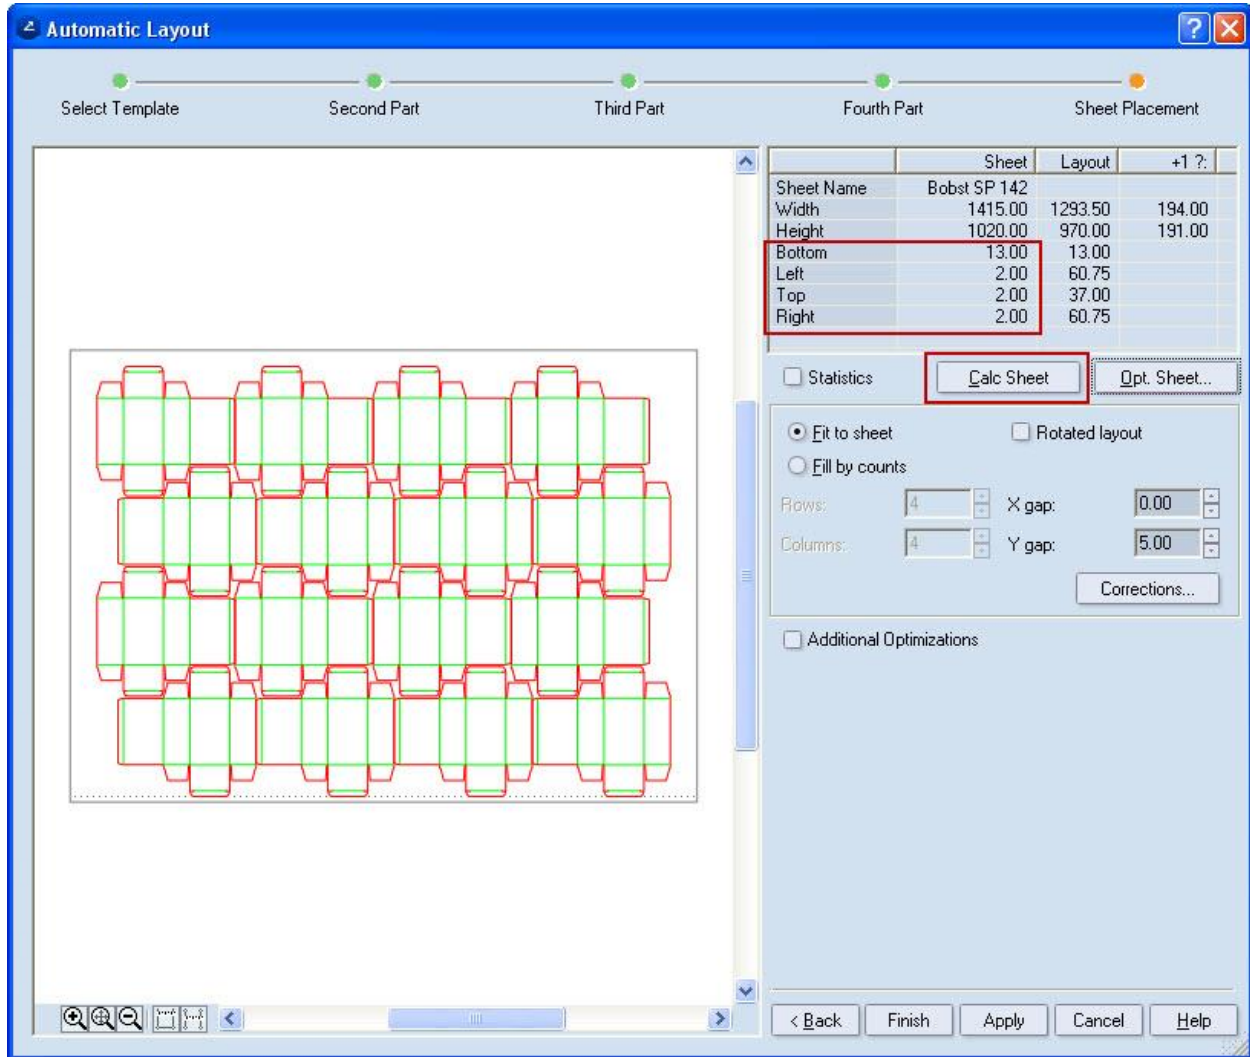 Automatic Layout
Select Template Second Part Third Part Fourth Part Sheet Placement
Sheet Layout +1 ?:
Sheet Name Bobst SP 142
Width 1415.00 1293.50 194.00
Height 1020.00 970.00 191.00
Bottom 13.00 13.00
Left 2.00 60.75
Top 2.00 37.00
Right 2.00 60.75
Statistics Calc Sheet Opt. Sheet...
Fit to sheet Rotated layout
Fill by counts
Rows: 4 X gap: 0.00
Columns: 4 Y gap: 5.00
Corrections...
Additional Optimizations
< Back Finish Apply Cancel Help